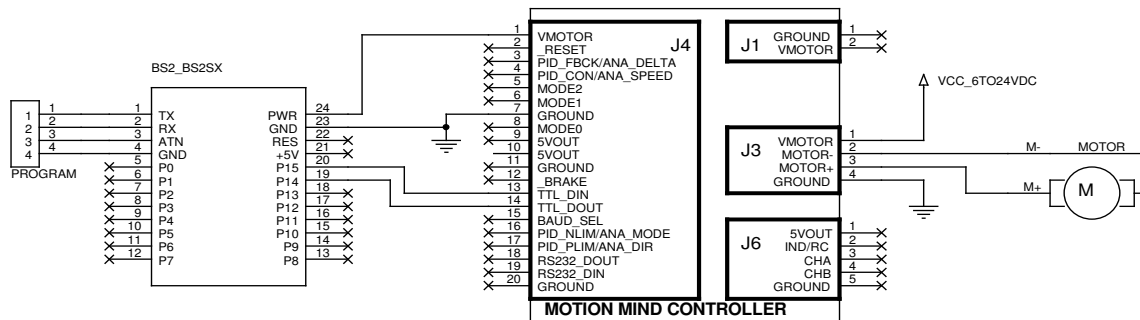 BS2_BS2SX
PROGRAM
1 1 1 TX
2 2 2 RX
3 3 3 ATN
4 4 4 GND
5 P0
6 P1
7 P2
8 P3
9 P4
10 P5
11 P6
12 P7
PWR 24
GND 23
RES 22
+5V 21
P15 20
P14 19
P13 18
P12 17
P11 16
P10 15
P9 14
P8 13
J4
1 VMOTOR
2 _RESET
3 PID_FBCK/ANA_DELTA
4 PID_CON/ANA_SPEED
5 MODE2
6 MODE1
7 GROUND
8 MODE0
9 5VOUT
10 5VOUT
11 GROUND
12 _BRAKE
13 TTL_DIN
14 TTL_DOUT
15 BAUD_SEL
16 PID_NLIM/ANA_MODE
17 PID_PLIM/ANA_DIR
18 RS232_DOUT
19 RS232_DIN
20 GROUND
J1
GROUND 1
VMOTOR 2
J3
VMOTOR 1
MOTOR- 2
MOTOR+ 3
GROUND 4
J6
5VOUT 1
IND/RC 2
CHA 3
CHB 4
GROUND 5
MOTION MIND CONTROLLER
VCC_6TO24VDC
M- MOTOR
M+ M